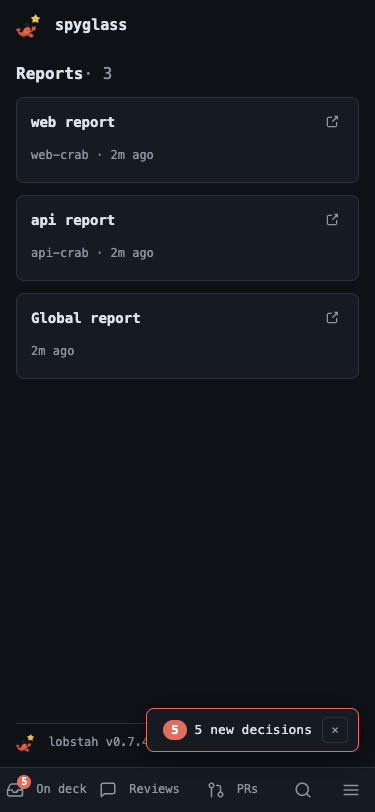 spyglass
Reports· 3
web report
web-crab · 2m ago
api report
api-crab · 2m ago
Global report
2m ago
5 5 new decisions ×
lobstah v0.7.4
5 On deck Reviews PRs